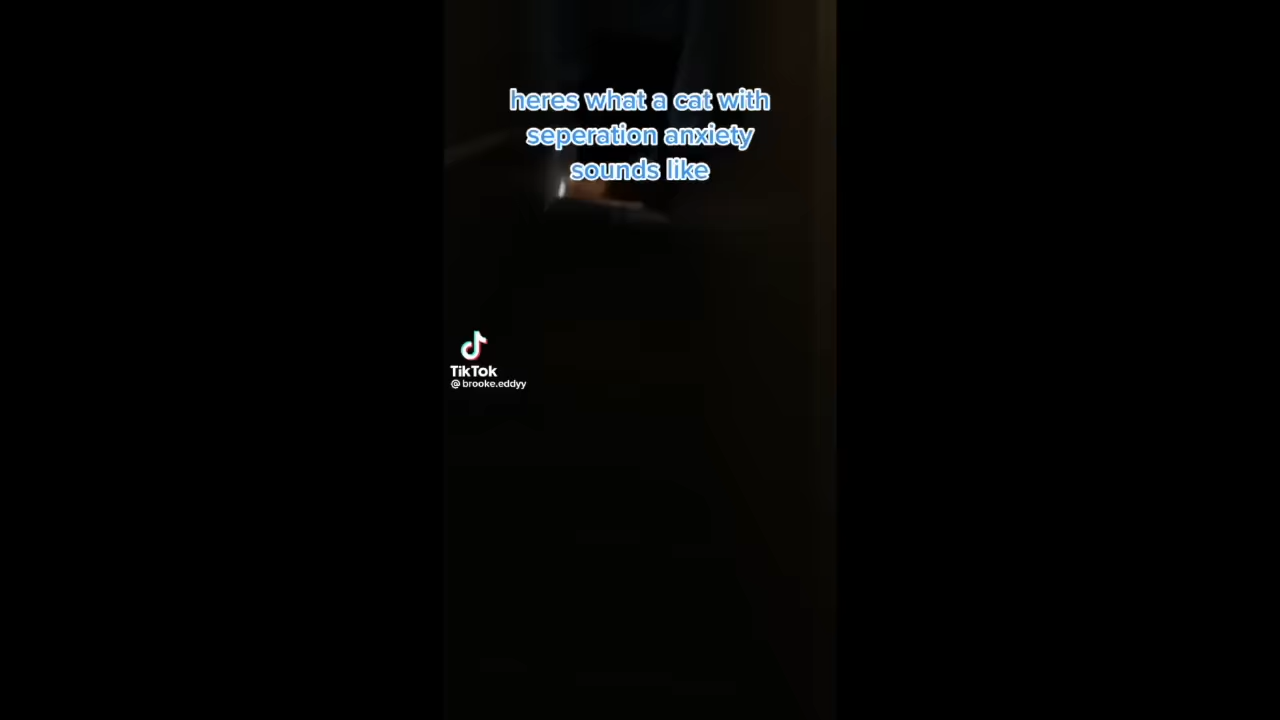 heres what a cat with
seperation anxiety
sounds like
TikTok
@brooke.eddyy